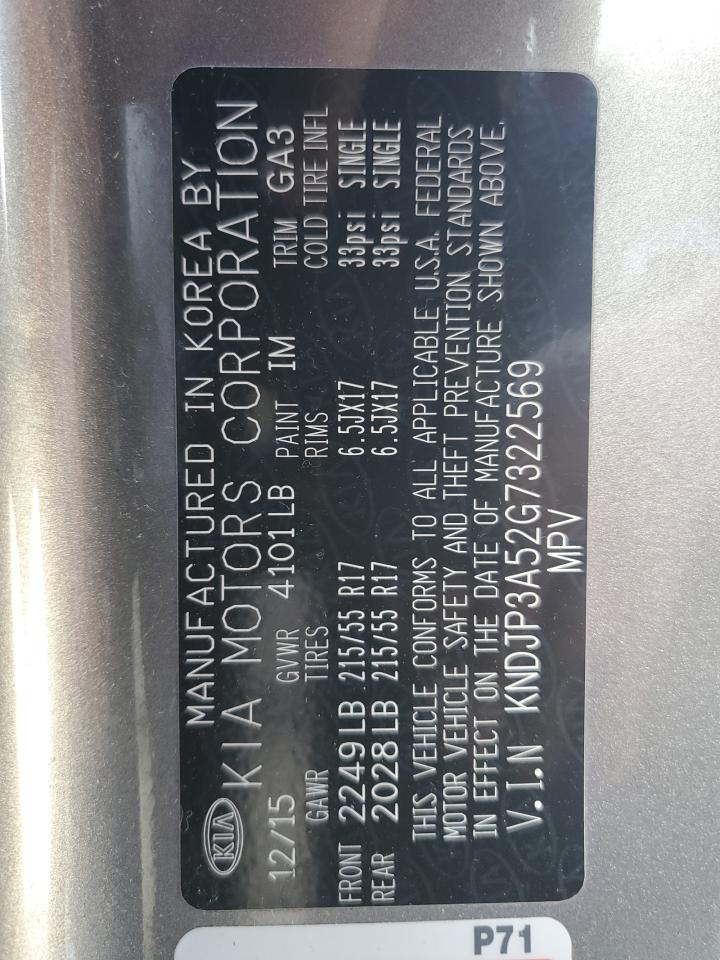 KIA
MANUFACTURED IN KOREA BY
KIA MOTORS CORPORATION
12/15 GVWR 4101LB PAINT IM TRIM GA3
GAWR TIRES RIMS COLD TIRE INFL
FRONT 2249LB 215/55 R17 6.5JX17 33psi SINGLE
REAR 2028LB 215/55 R17 6.5JX17 33psi SINGLE
THIS VEHICLE CONFORMS TO ALL APPLICABLE U.S.A. FEDERAL
MOTOR VEHICLE SAFETY AND THEFT PREVENTION STANDARDS
IN EFFECT ON THE DATE OF MANUFACTURE SHOWN ABOVE.
V.I.N KNDJP3A52G7322569
MPV
P71